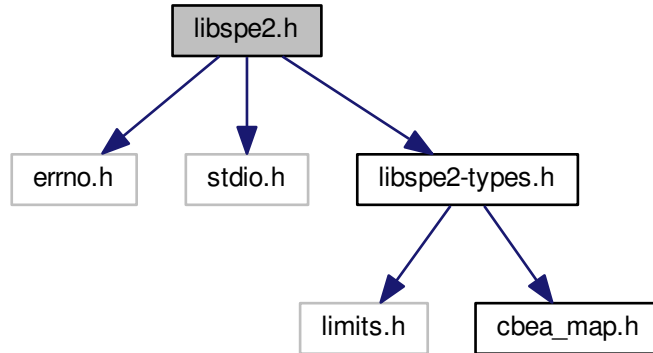 libspe2.h
errno.h
stdio.h
libspe2-types.h
limits.h
cbea_map.h